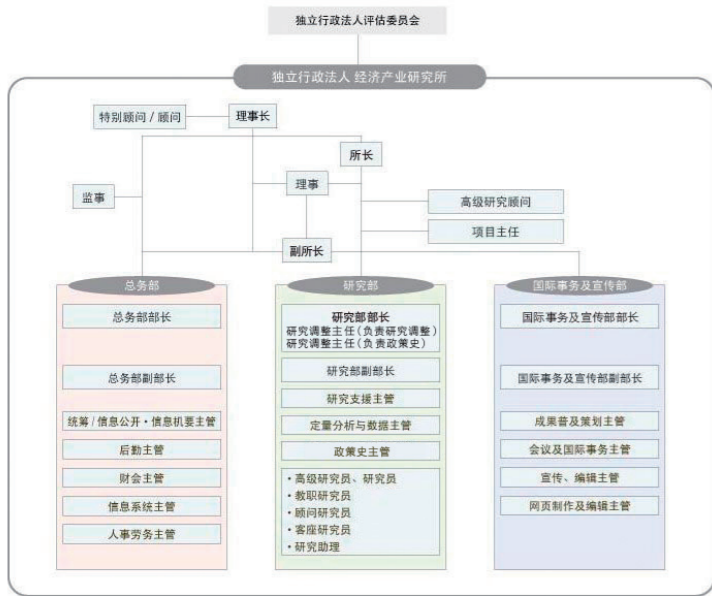 独立行政法人评估委员会
独立行政法人 经济产业研究所
特别顾问 / 顾问
理事长
所长
监事
理事
高级研究顾问
项目主任
副所长
总务部
总务部部长
总务部副部长
统筹 / 信息公开・信息机要主管
后勤主管
财会主管
信息系统主管
人事劳务主管
研究部
研究部部长
研究调整主任(负责研究调整)
研究调整主任(负责政策史)
研究部副部长
研究支援主管
定量分析与数据主管
政策史主管
・高级研究员、研究员
・教职研究员
・顾问研究员
・客座研究员
・研究助理
国际事务及宣传部
国际事务及宣传部部长
国际事务及宣传部副部长
成果普及策划主管
会议及国际事务主管
宣传、编辑主管
网页制作及编辑主管